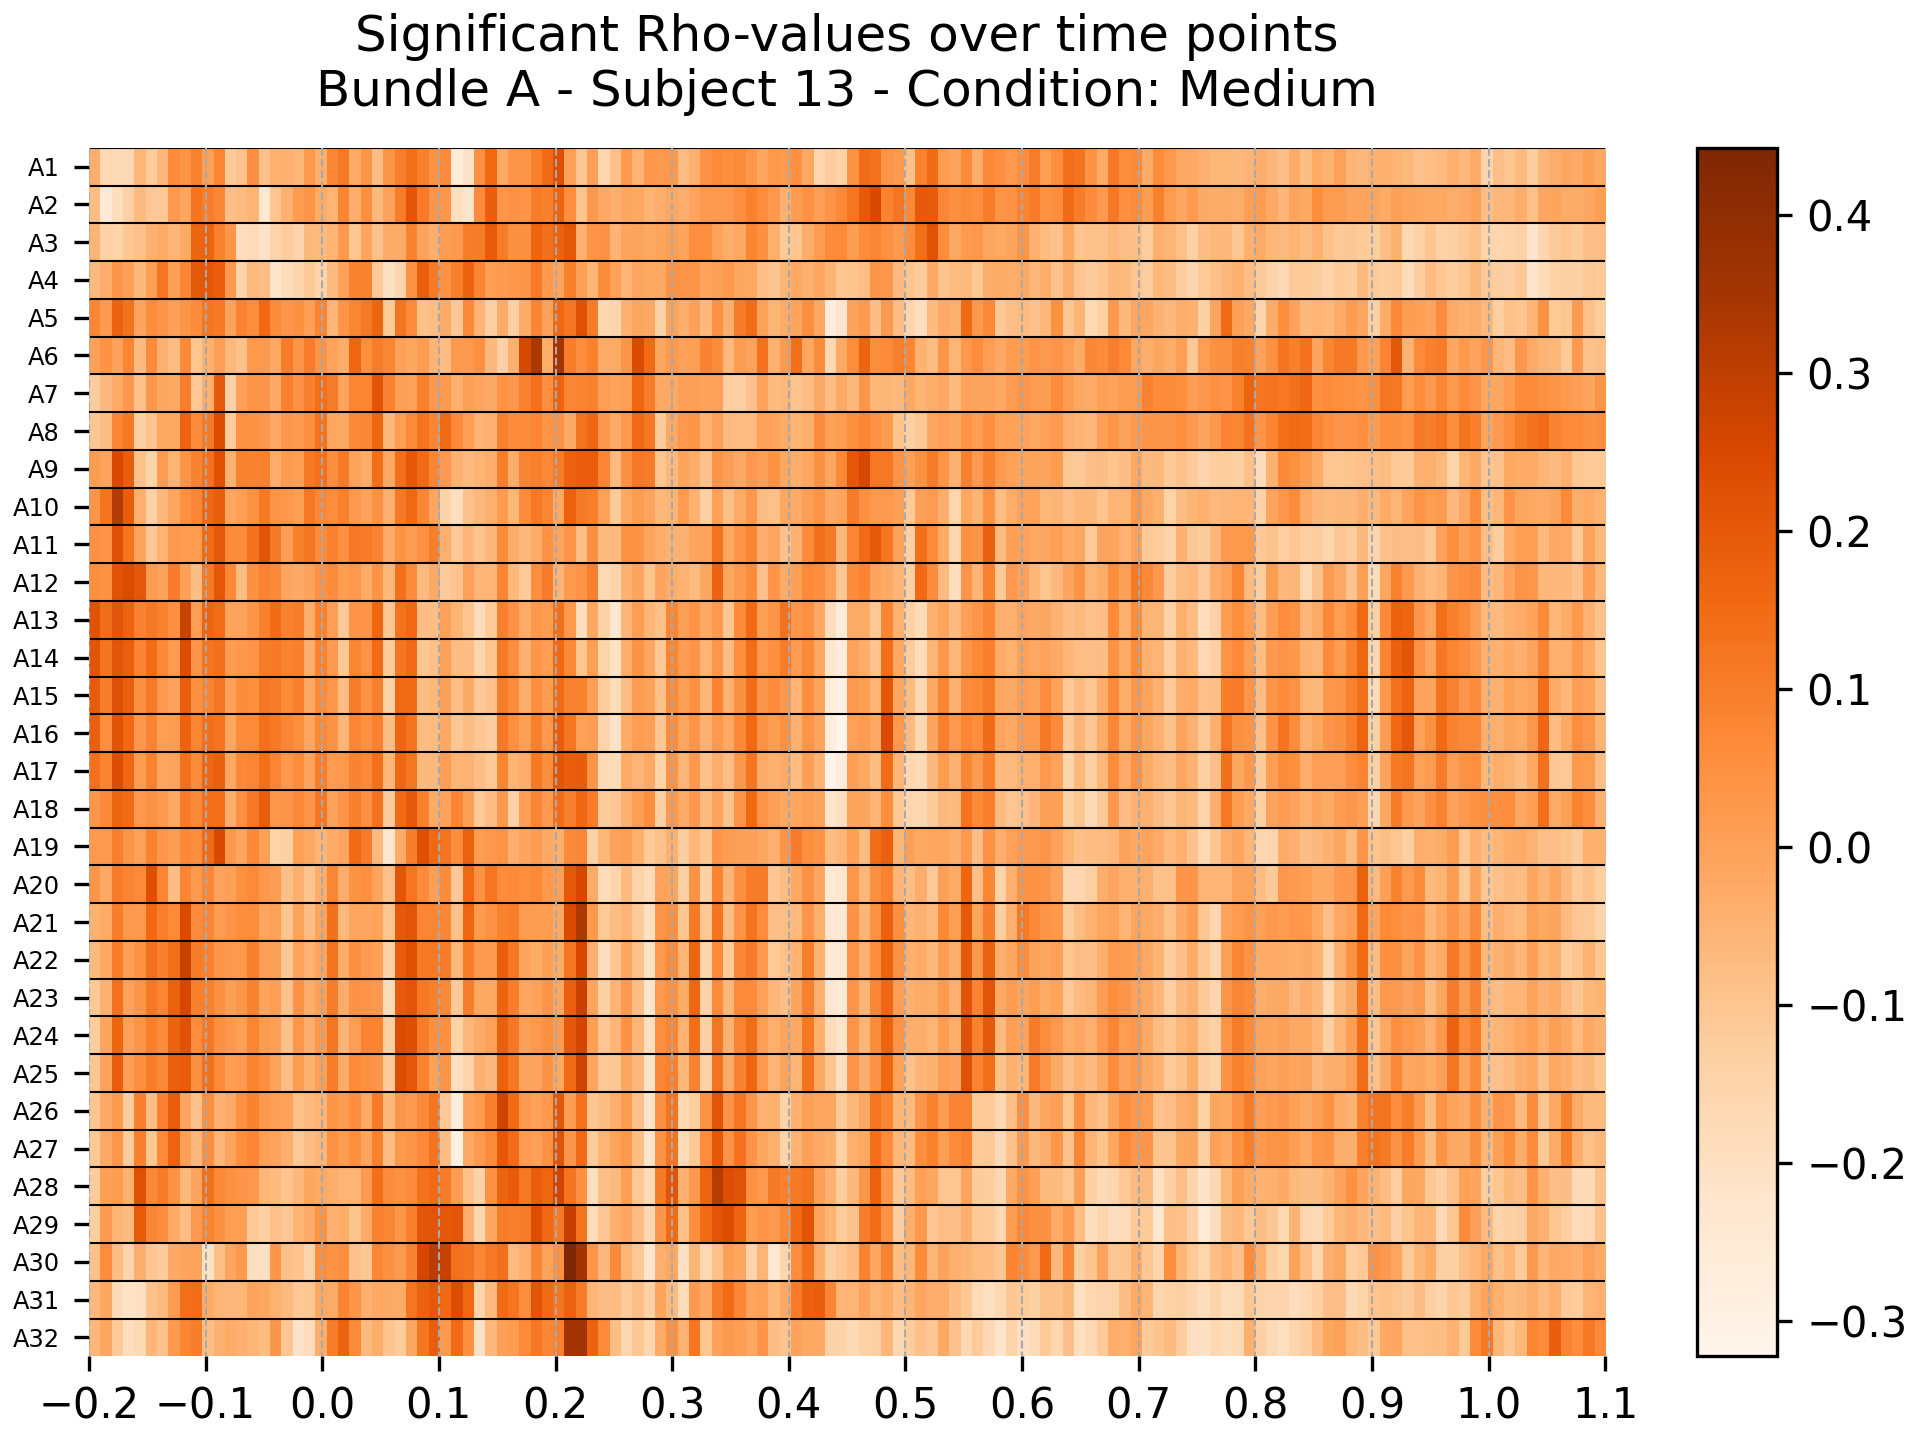 Significant Rho-values over time points
Bundle A - Subject 13 - Condition: Medium
A1
A2
A3
A4
A5
A6
A7
A8
A9
A10
A11
A12
A13
A14
A15
A16
A17
A18
A19
A20
A21
A22
A23
A24
A25
A26
A27
A28
A29
A30
A31
A32
−0.2 −0.1 0.0 0.1 0.2 0.3 0.4 0.5 0.6 0.7 0.8 0.9 1.0 1.1
0.4
0.3
0.2
0.1
0.0
−0.1
−0.2
−0.3